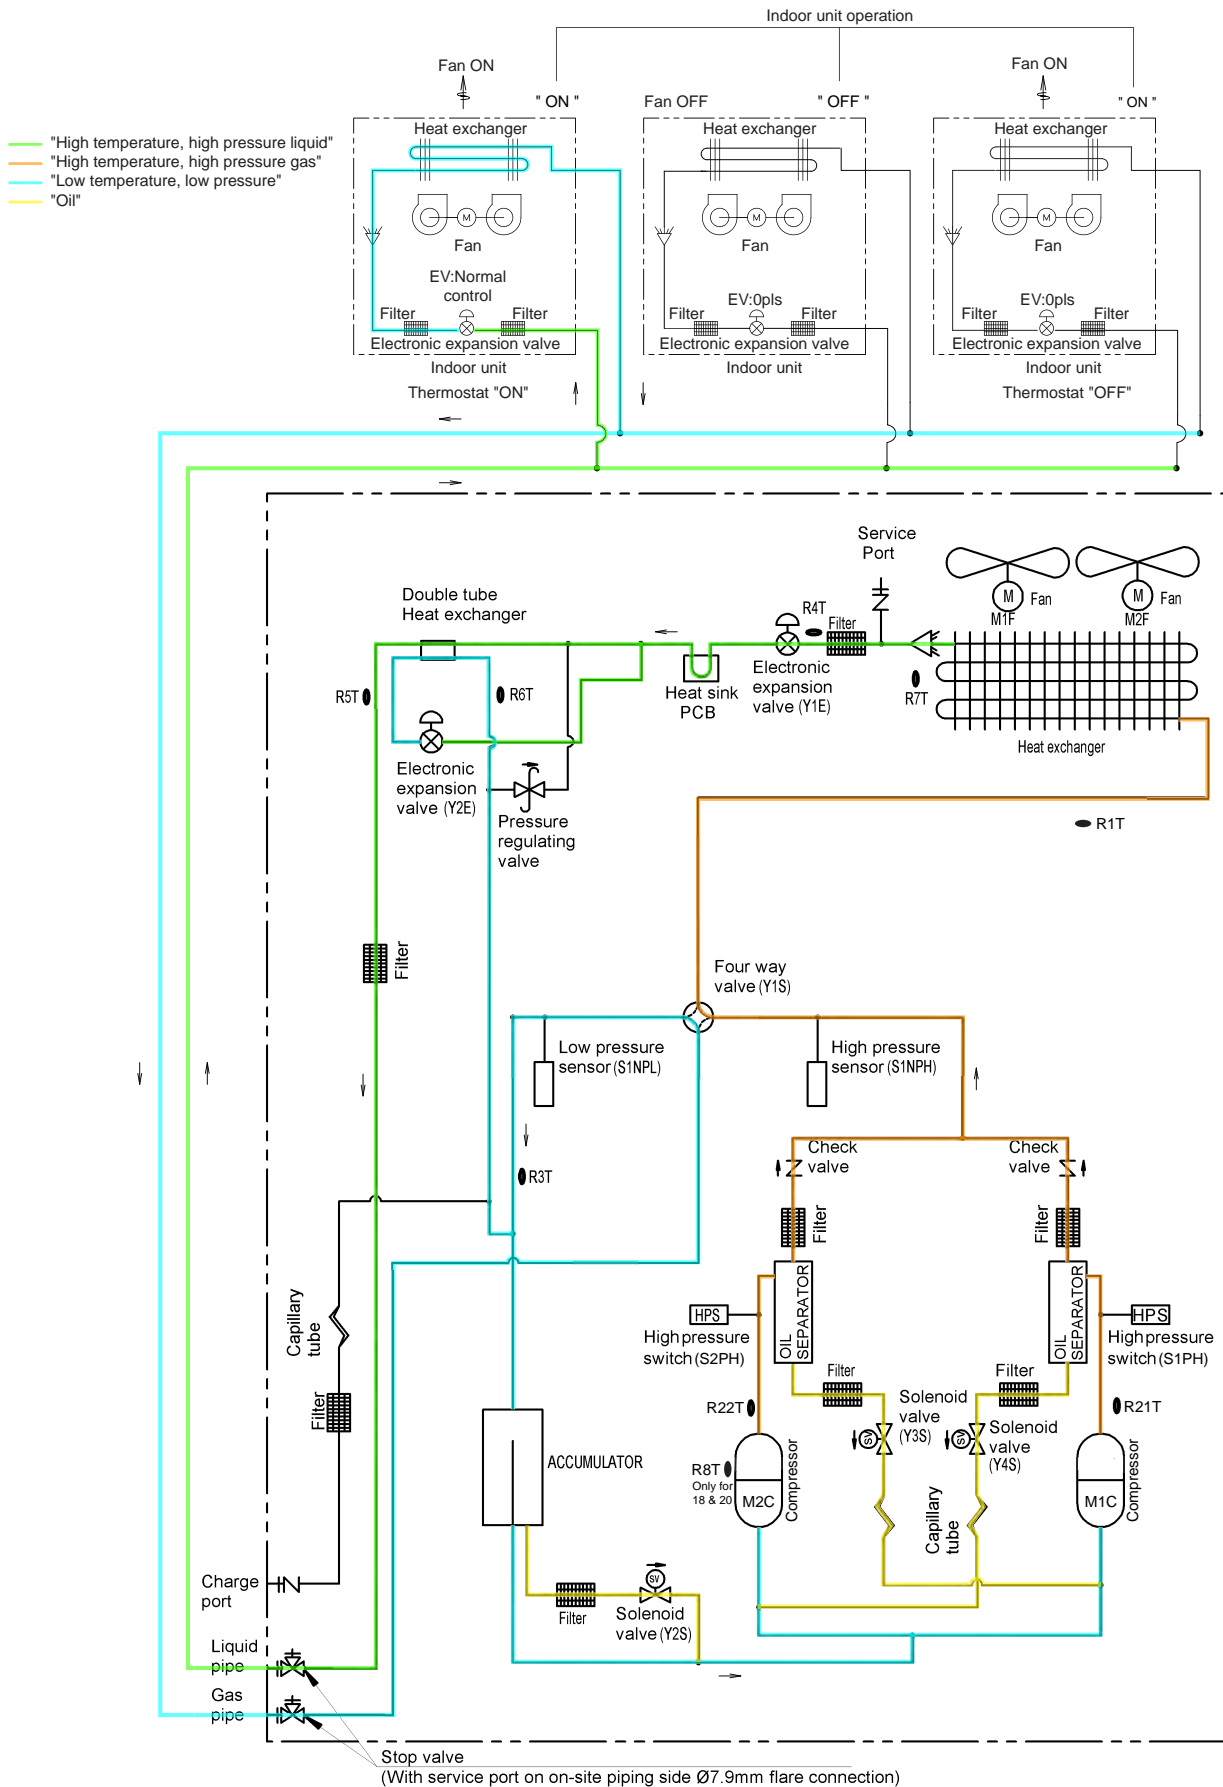 Indoor unit operation
Fan ON
" ON "
Fan OFF
" OFF "
Fan ON
" ON "
"High temperature, high pressure liquid"
"High temperature, high pressure gas"
"Low temperature, low pressure"
"Oil"
Heat exchanger
M
Fan
EV:Normal
control
Filter
Filter
Electronic expansion valve
Indoor unit
Thermostat "ON"
Heat exchanger
M
Fan
EV:0pls
Filter
Filter
Electronic expansion valve
Indoor unit
Heat exchanger
M
Fan
EV:0pls
Filter
Filter
Electronic expansion valve
Indoor unit
Thermostat "OFF"
Service
Port
M
Fan
M1F
M
Fan
M2F
Double tube
Heat exchanger
R4T
Filter
R5T
R6T
Heat sink
PCB
Electronic
expansion
valve (Y1E)
R7T
Heat exchanger
Electronic
expansion
valve (Y2E)
Pressure
regulating
valve
R1T
Filter
Four way
valve (Y1S)
Low pressure
sensor (S1NPL)
High pressure
sensor (S1NPH)
R3T
Check
valve
Check
valve
Filter
Filter
OIL
SEPARATOR
OIL
SEPARATOR
HPS
High pressure
switch (S2PH)
HPS
High pressure
switch (S1PH)
Capillary
tube
Filter
Filter
Filter
R22T
Solenoid
valve
(Y3S)
SV
SV
Solenoid
valve
(Y4S)
R21T
ACCUMULATOR
R8T
Only for
18 & 20
M2C
Compressor
M1C
Compressor
Capillary
tube
Charge
port
SV
Filter
Solenoid
valve (Y2S)
Liquid
pipe
Gas
pipe
Stop valve
(With service port on on-site piping side Ø7.9mm flare connection)